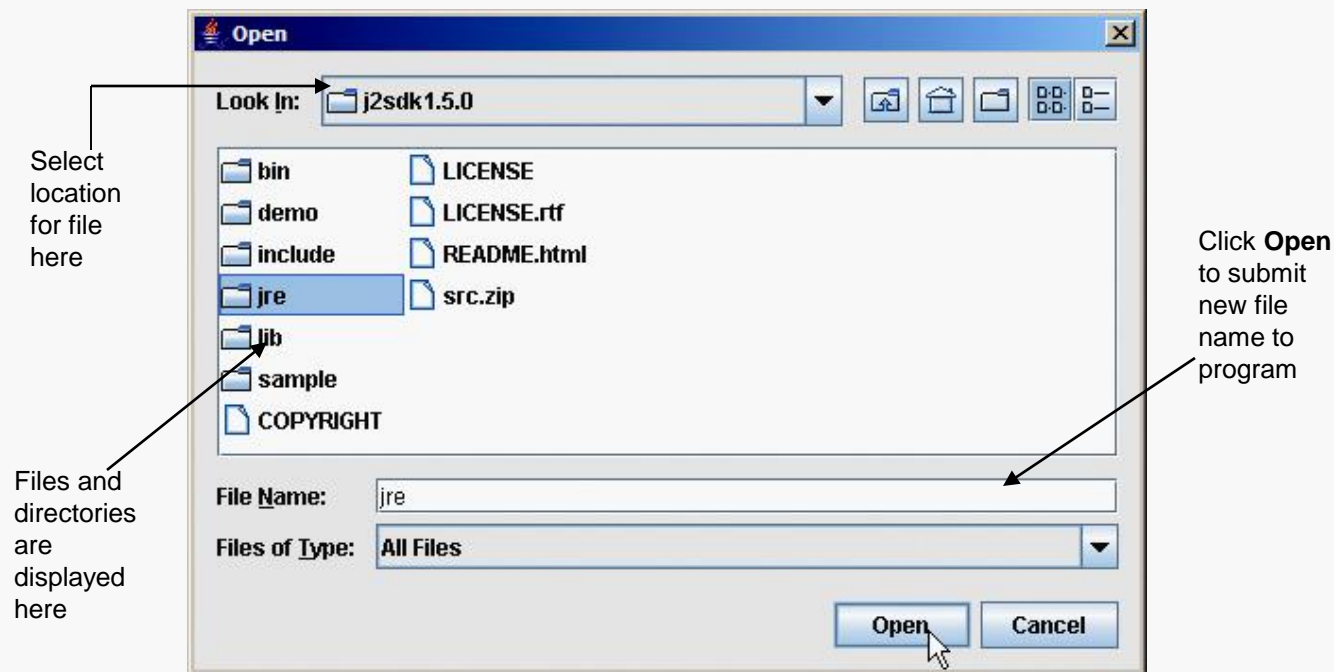 Open
Look In:
j2sdk1.5.0
Select
location
for file
here
bin
demo
include
jre
lib
sample
COPYRIGHT
LICENSE
LICENSE.rtf
README.html
src.zip
Click Open
to submit
new file
name to
program
Files and
directories
are
displayed
here
File Name:
jre
Files of Type:
All Files
Open
Cancel